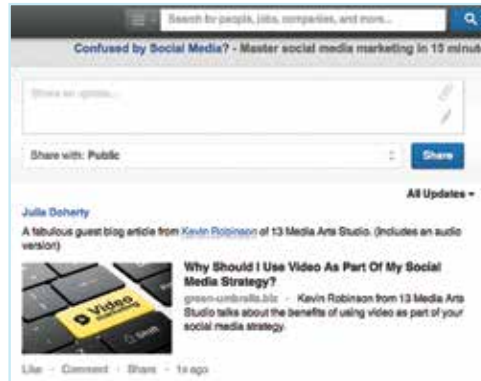 Search for people, jobs, companies, and more...
Confused by Social Media? - Master social media marketing in 15 minut
Share an update...
Share with: Public
Share
All Updates
Julia Doherty
A fabulous guest blog article from Kevin Robinson of 13 Media Arts Studio. (Includes an audio
version)
Why Should I Use Video As Part Of My Social
Media Strategy?
green-umbrella.biz - Kevin Robinson from 13 Media Arts
Studio talks about the benefits of using video as part of your
social media strategy.
Video
marketing
Shift
Like - Comment - Share - 1s ago